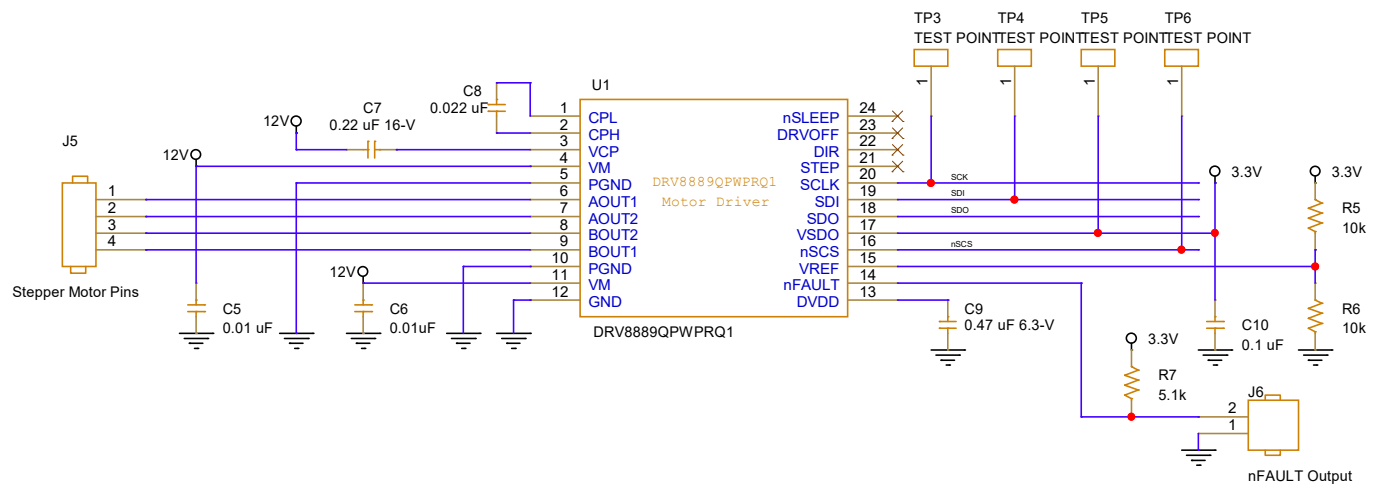 TP3 TP4 TP5 TP6
TEST POINT TEST POINT TEST POINT TEST POINT
1 1 1 1
U1
C8
0.022 uF
C7
0.22 uF 16-V
12V
12V
J5
1
2
3
4
Stepper Motor Pins
C5
0.01 uF
12V
C6
0.01uF
1 CPL
2 CPH
3 VCP
4 VM
5 PGND
6 AOUT1
7 AOUT2
8 BOUT2
9 BOUT1
10 PGND
11 VM
12 GND
DRV8889QPWPRQ1
Motor Driver
nSLEEP 24
DRVOFF 23
DIR 22
STEP 21
SCLK 20
SDI 19
SDO 18
VSDO 17
nSCS 16
VREF 15
nFAULT 14
DVDD 13
DRV8889QPWPRQ1
SCK
SDI
SDO
nSCS
3.3V
3.3V
R5
10k
R6
10k
C9
0.47 uF 6.3-V
C10
0.1 uF
3.3V
R7
5.1k
J6
2
1
nFAULT Output